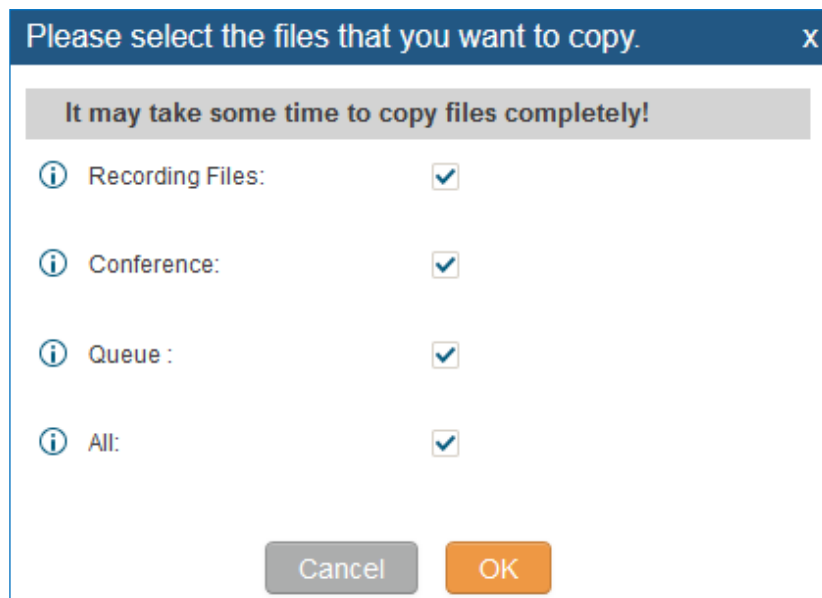 Please select the files that you want to copy. x
It may take some time to copy files completely!
i Recording Files:
i Conference:
i Queue :
i All:
Cancel OK